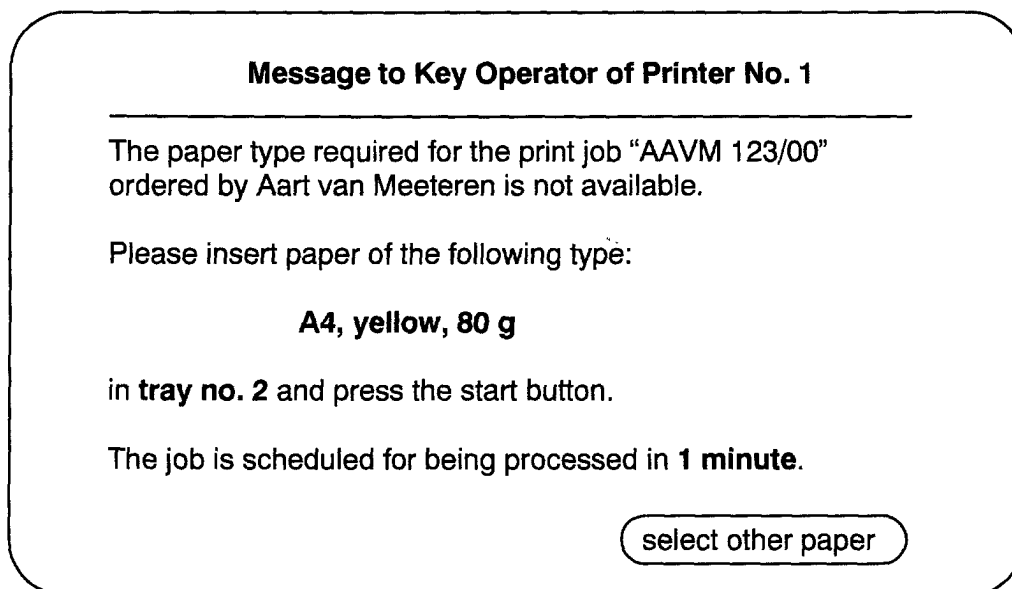 Message to Key Operator of Printer No. 1
The paper type required for the print job “AAVM 123/00”
ordered by Aart van Meeteren is not available.
Please insert paper of the following type:
A4, yellow, 80 g
in tray no. 2 and press the start button.
The job is scheduled for being processed in 1 minute.
select other paper